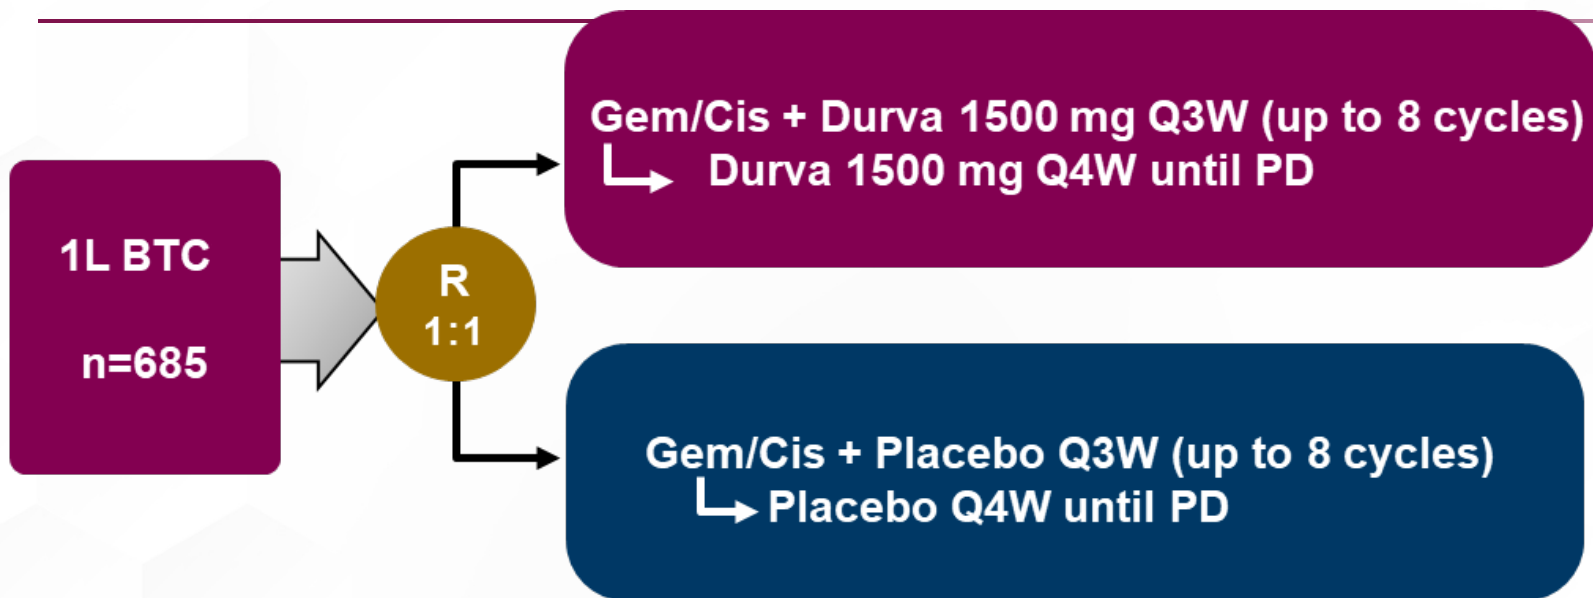 1L BTC
n=685
R
1:1
Gem/Cis + Durva 1500 mg Q3W (up to 8 cycles)
Durva 1500 mg Q4W until PD
Gem/Cis + Placebo Q3W (up to 8 cycles)
Placebo Q4W until PD